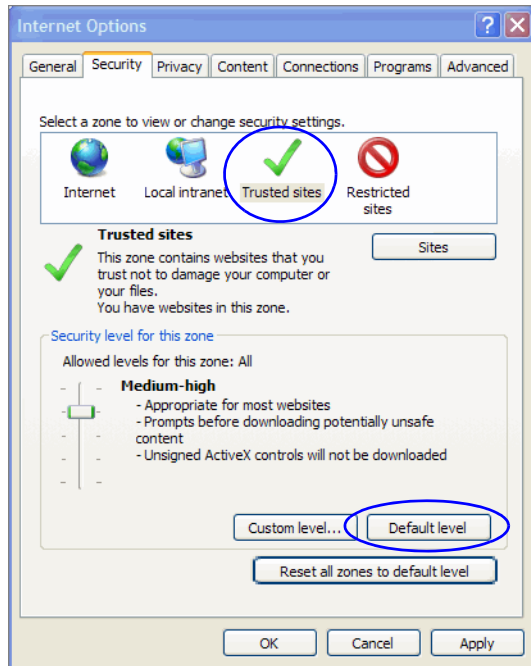 Internet Options
General Security Privacy Content Connections Programs Advanced
Select a zone to view or change security settings.
Internet Local intranet Trusted sites Restricted
sites
Trusted sites
Sites
This zone contains websites that you
trust not to damage your computer or
your files.
You have websites in this zone.
Security level for this zone
Allowed levels for this zone: All
Medium-high
- Appropriate for most websites
- Prompts before downloading potentially unsafe
content
- Unsigned ActiveX controls will not be downloaded
Custom level... Default level
Reset all zones to default level
OK Cancel Apply